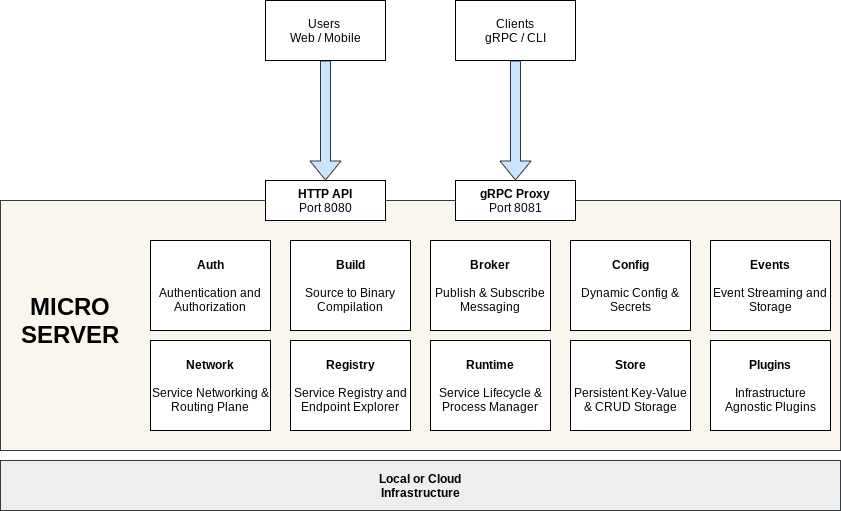 Users
Web / Mobile
Clients
gRPC / CLI
HTTP API
Port 8080
gRPC Proxy
Port 8081
MICRO
SERVER
Auth
Authentication and
Authorization
Build
Source to Binary
Compilation
Broker
Publish & Subscribe
Messaging
Config
Dynamic Config &
Secrets
Events
Event Streaming and
Storage
Network
Service Networking &
Routing Plane
Registry
Service Registry and
Endpoint Explorer
Runtime
Service Lifecycle &
Process Manager
Store
Persistent Key-Value
& CRUD Storage
Plugins
Infrastructure
Agnostic Plugins
Local or Cloud
Infrastructure